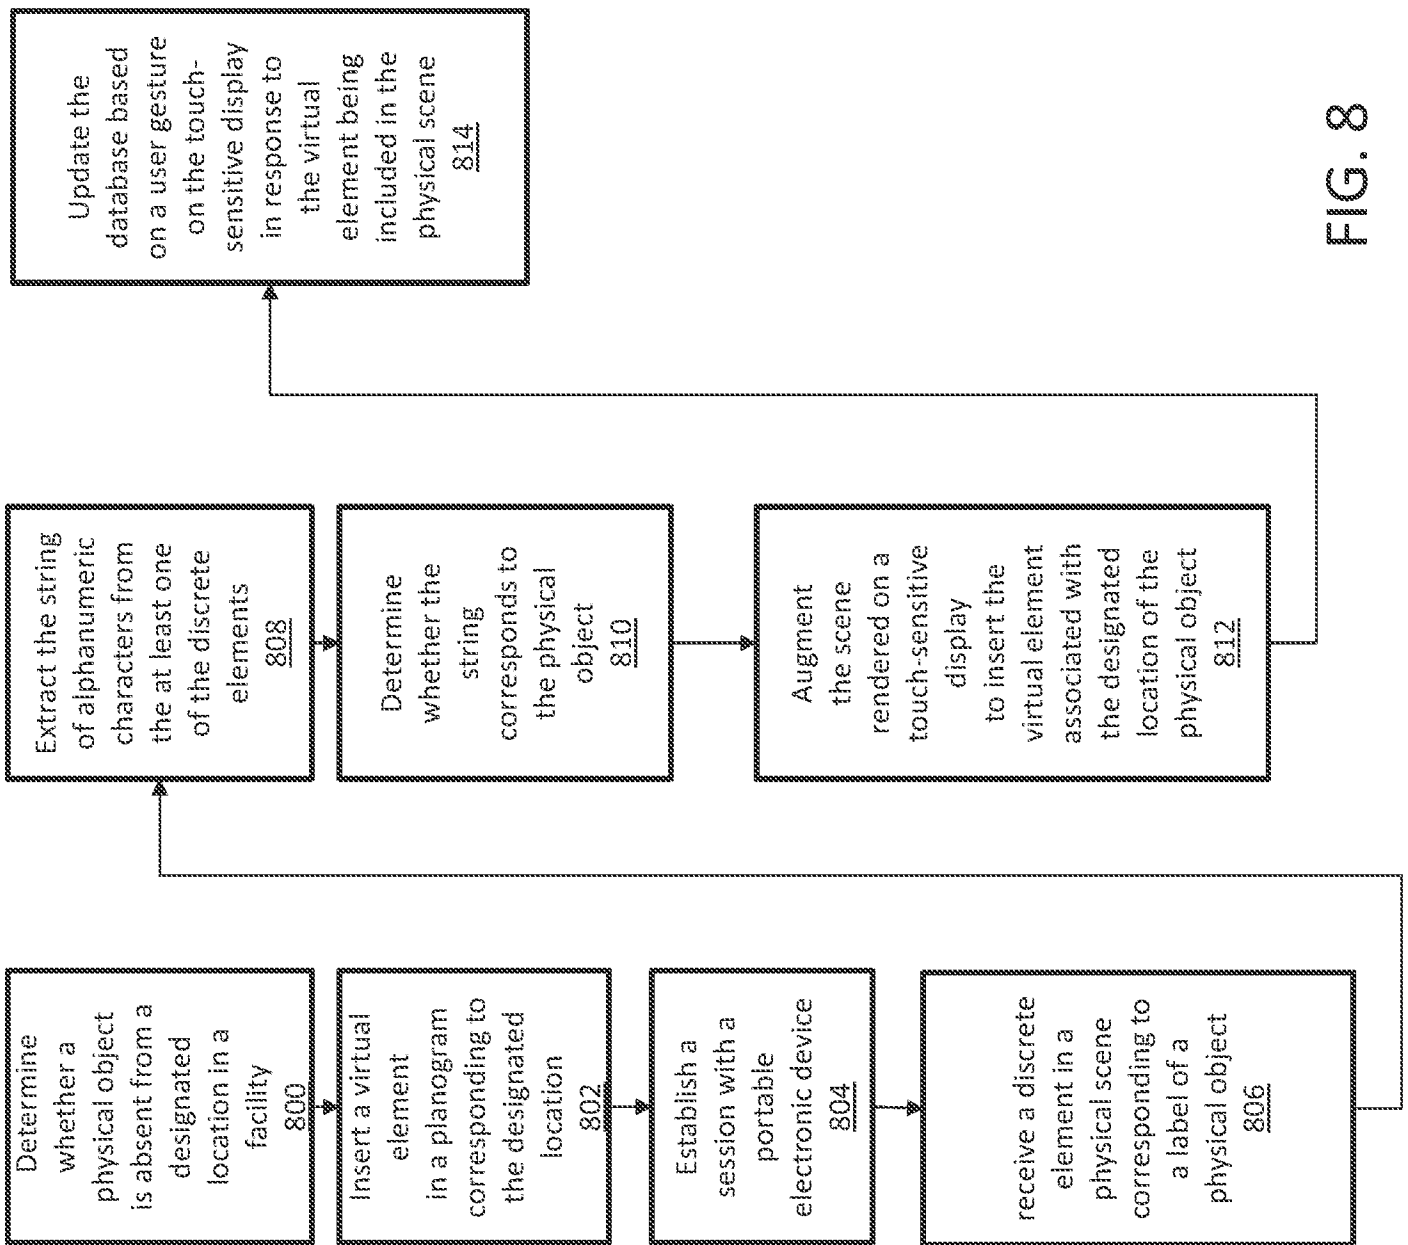 Determine
whether a
physical object
is absent from a
designated
location in a
facility
800
Insert a virtual
element
in a planogram
corresponding to
the designated
location
802
Establish a
session with a
portable
electronic device
804
receive a discrete
element in a
physical scene
corresponding to
a label of a
physical object
806
Extract the string
of alphanumeric
characters from
the at least one
of the discrete
elements
808
Determine
whether the
string
corresponds to
the physical
object
810
Augment
the scene
rendered on a
touch-sensitive
display
to insert the
virtual element
associated with
the designated
location of the
physical object
812
Update the
database based
on a user gesture
on the touch-
sensitive display
in response to
the virtual
element being
included in the
physical scene
814
FIG. 8